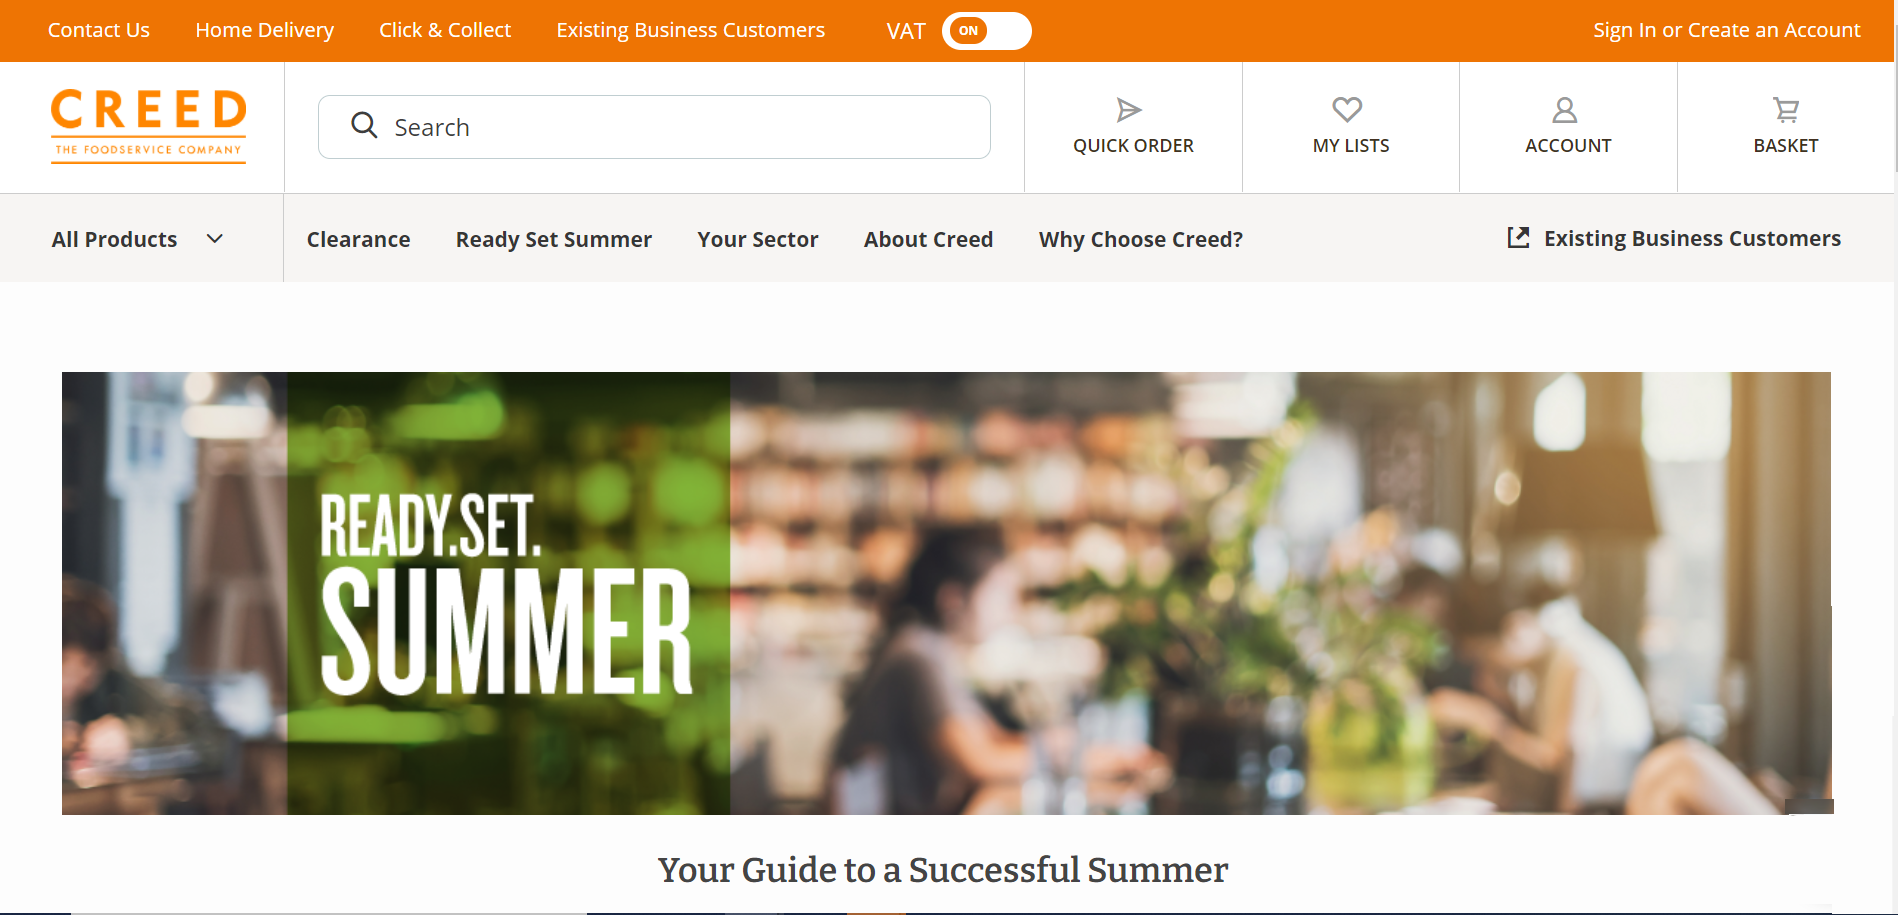 Contact Us Home Delivery Click & Collect Existing Business Customers VAT ON Sign In or Create an Account
CREED
THE FOODSERVICE COMPANY
Search
QUICK ORDER MY LISTS ACCOUNT BASKET
All Products Clearance Ready Set Summer Your Sector About Creed Why Choose Creed? Existing Business Customers
READY.SET.
SUMMER
Your Guide to a Successful Summer